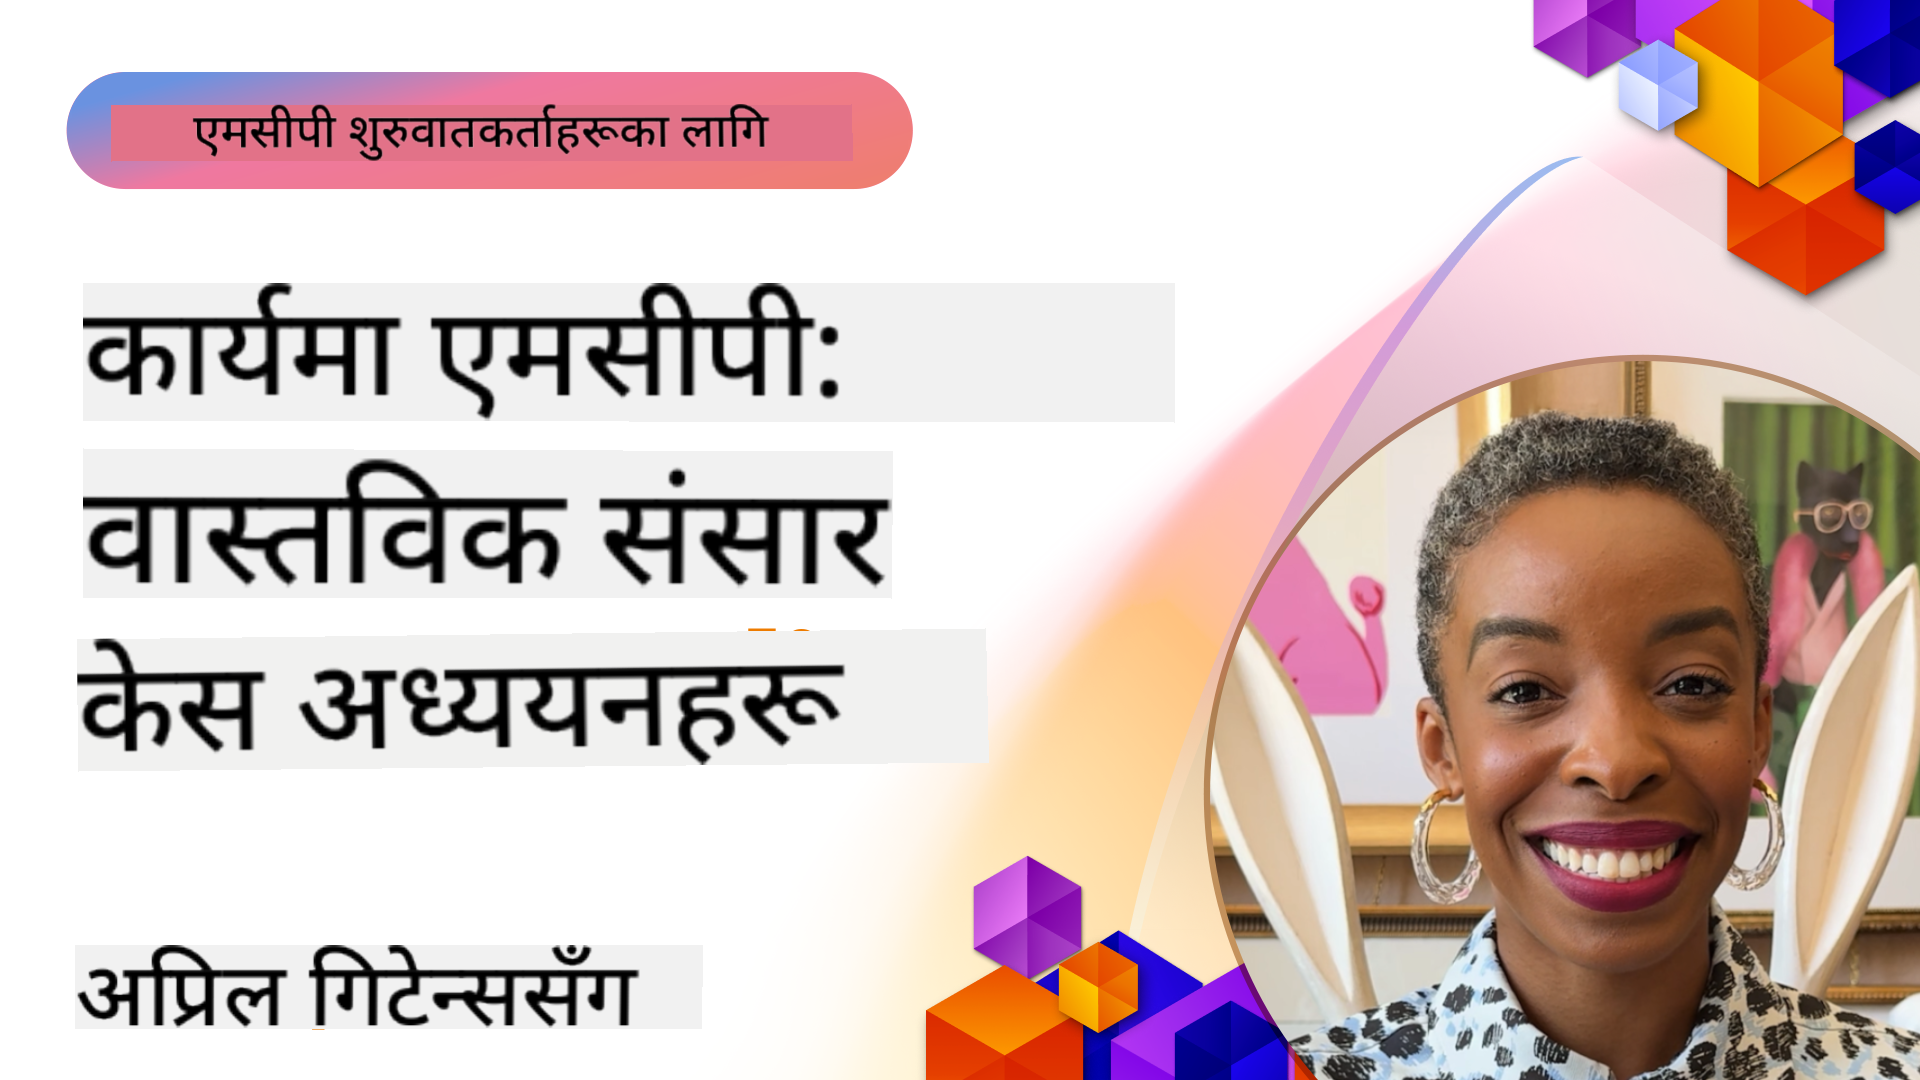 एमसीपी शुरुवातकर्ताहरूका लागि
कार्यमा एमसीपी:
वास्तविक संसार
केस अध्ययनहरू
अप्रिल गिटेन्ससँग